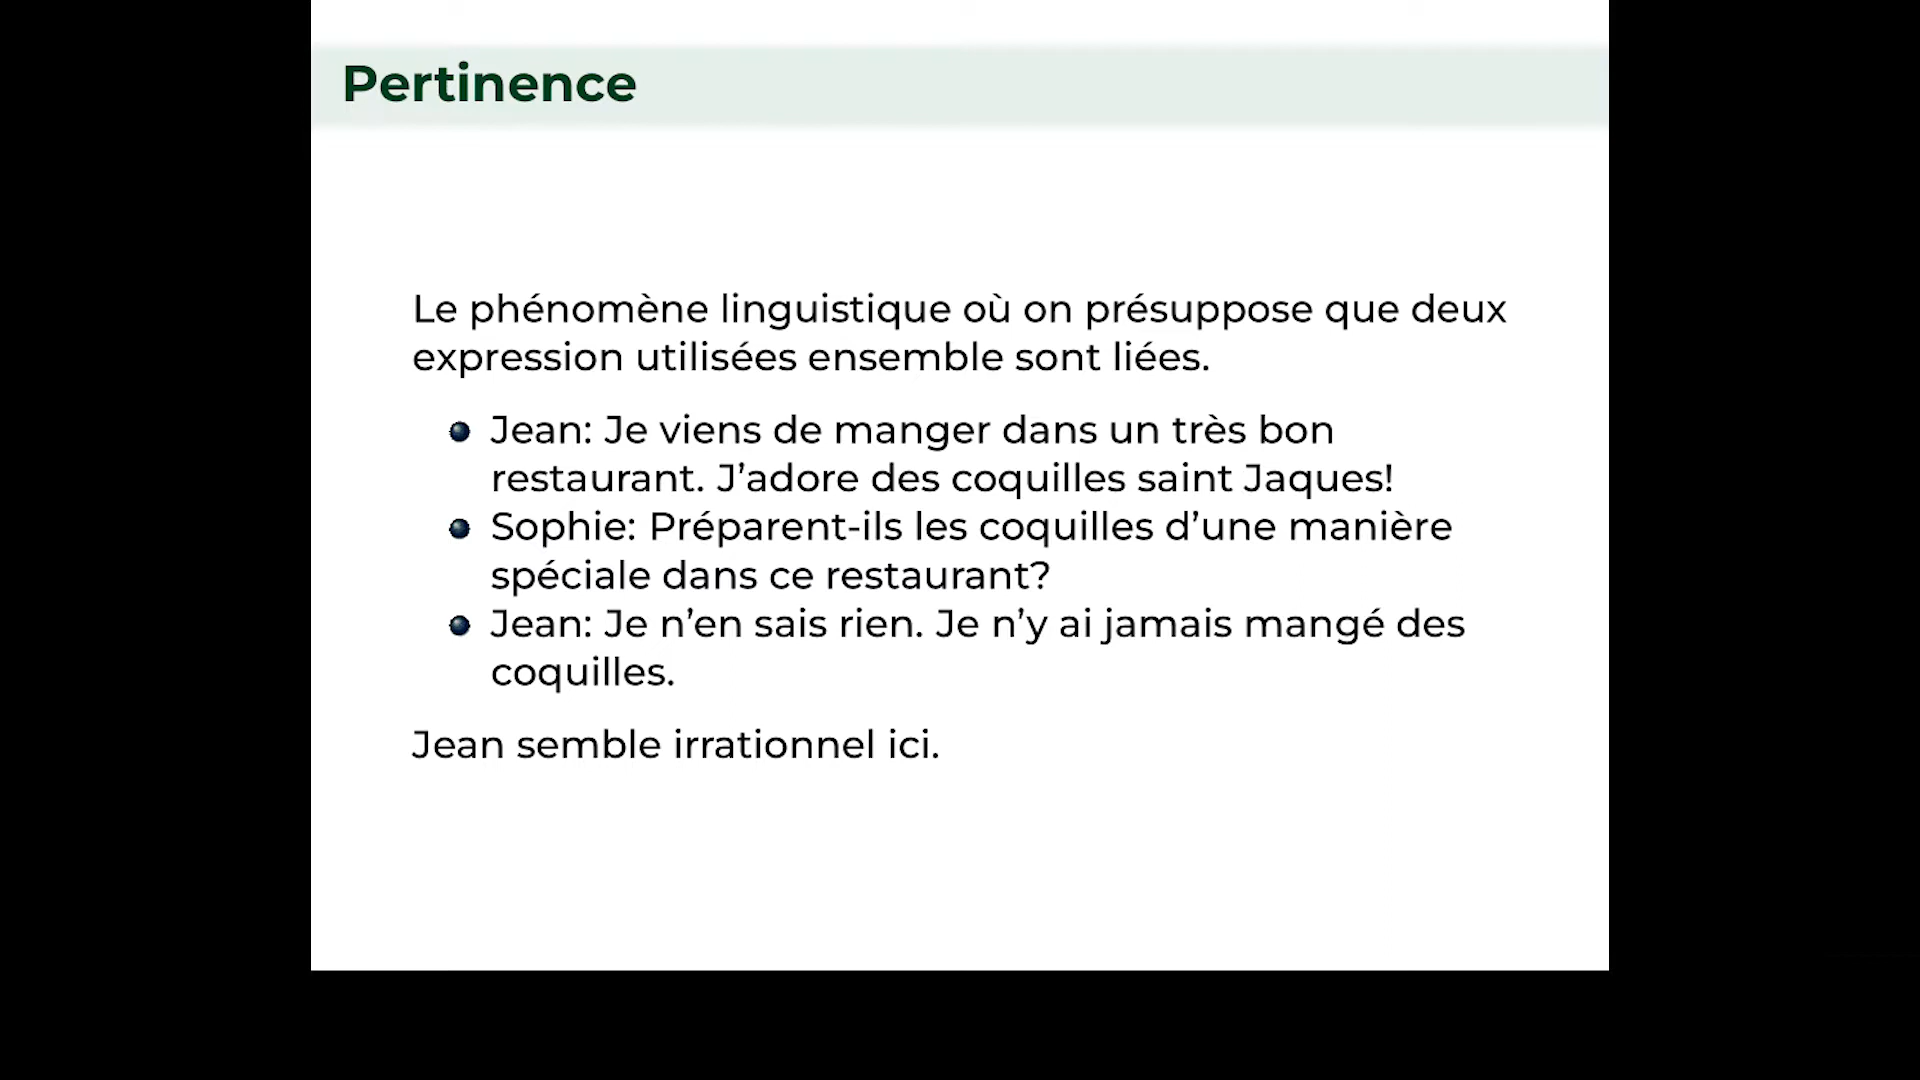 Pertinence
Le phénomène linguistique où on présuppose que deux
expression utilisées ensemble sont liées.
Jean: Je viens de manger dans un très bon
restaurant. J’adore des coquilles saint Jaques!
Sophie: Préparent-ils les coquilles d’une manière
spéciale dans ce restaurant?
Jean: Je n’en sais rien. Je n’y ai jamais mangé des
coquilles.
Jean semble irrationnel ici.